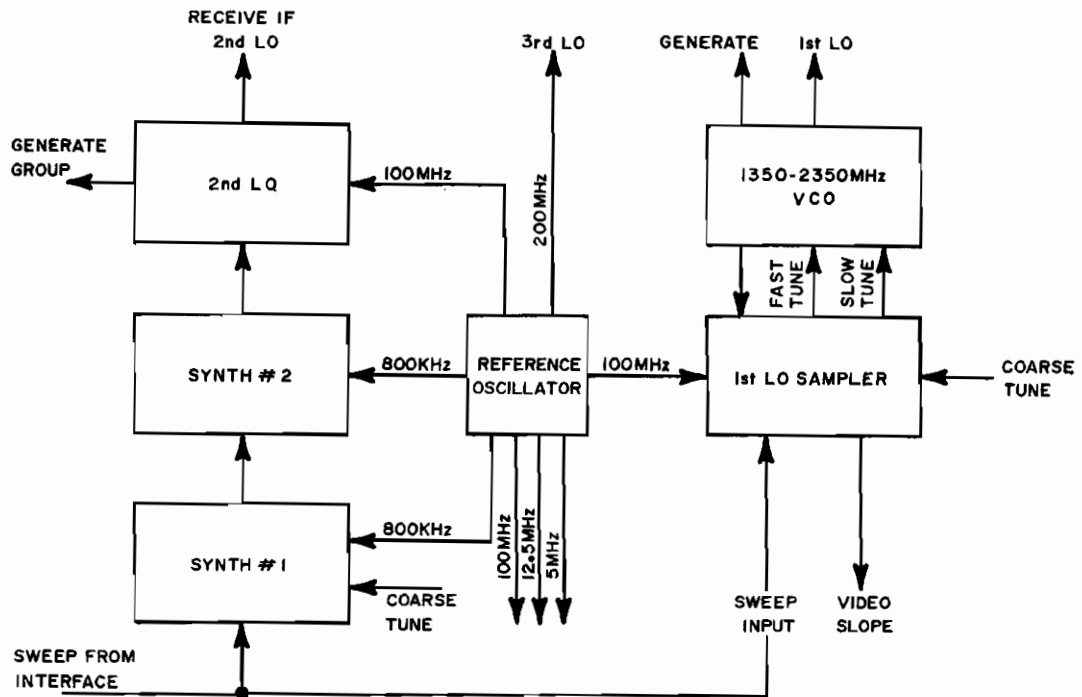 RECEIVE IF
2nd LO
3rd LO
GENERATE
1st LO
GENERATE
GROUP
2nd LO
100MHz
200MHz
1350-2350MHz
VCO
FAST
TUNE
SLOW
TUNE
SYNTH #2
800KHz
REFERENCE
OSCILLATOR
100MHz
1st LO SAMPLER
COARSE
TUNE
SYNTH #1
800KHz
COARSE
TUNE
100MHz
12.5MHz
5MHz
SWEEP
INPUT
VIDEO
SLOPE
SWEEP FROM
INTERFACE